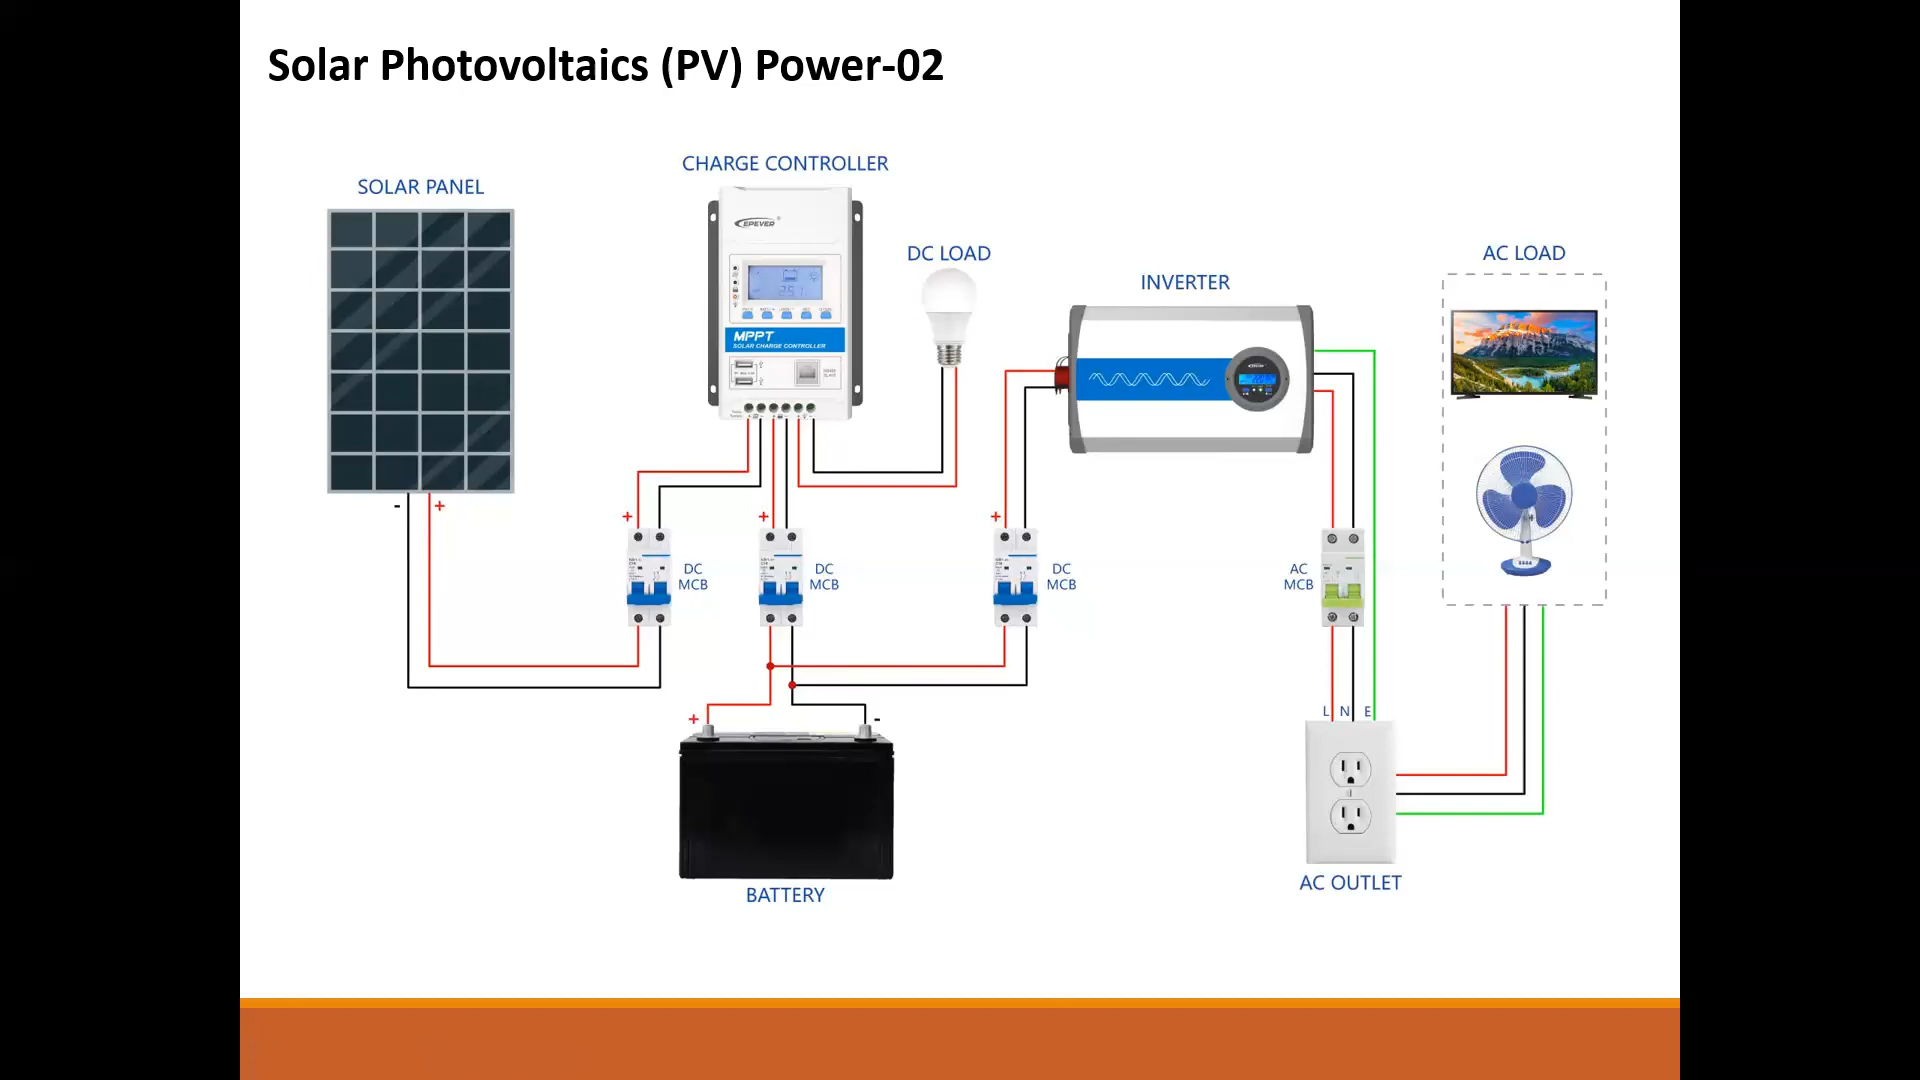 Solar Photovoltaics (PV) Power-02
CHARGE CONTROLLER
SOLAR PANEL
EPEVER
DC LOAD
AC LOAD
INVERTER
MPPT
SOLAR CHARGE CONTROLLER
- +
+
+
+
DC
MCB
DC
MCB
DC
MCB
AC
MCB
L N E
+ -
BATTERY
AC OUTLET